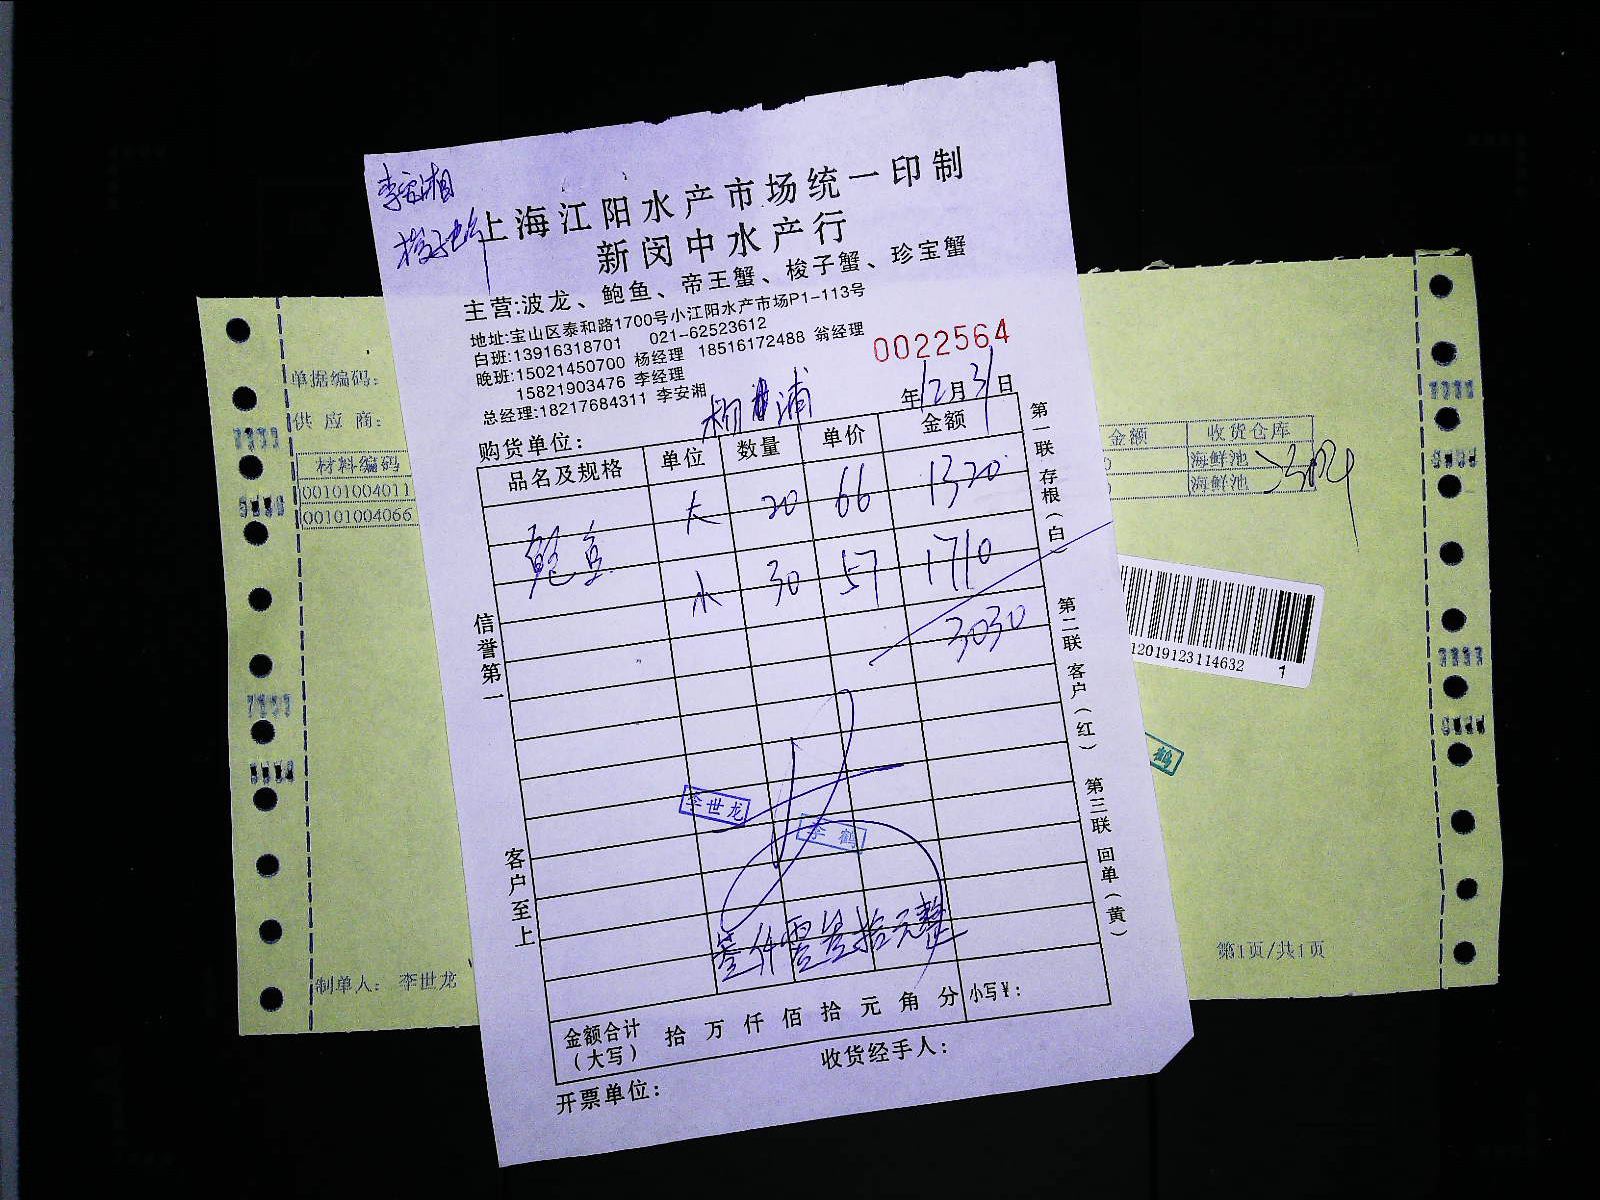 李安湘
梭子蟹
上海江阳水产市场统一印制
新闵中水产行
主营:波龙、鲍鱼、帝王蟹、梭子蟹、珍宝蟹
地址:宝山区泰和路1700号小江阳水产市场P1-113号
白班:13916318701 021-62523612
晚班:15021450700 杨经理 18516172488 翁经理
15821903476 李经理
总经理:18217684311 李安湘
0022564
购货单位:
年12月31日
品名及规格 单位 数量 单价 金额
鲍鱼 大 20 66 1320
小 30 57 1710
3030
李世龙
李鹤
金额合计（大写） 拾 万 仟 佰 拾 元 角 分 小写￥:
开票单位:
收货经手人:
信誉第一
客户至上
第一联 存根（白）
第二联 客户（红）
第三联 回单（黄）
单据编码:
供应商:
材料编码
00101004011
00101004066
制单人: 李世龙
金额 收货仓库
海鲜池
海鲜池
12019123114632
1
鹤
第1页/共1页